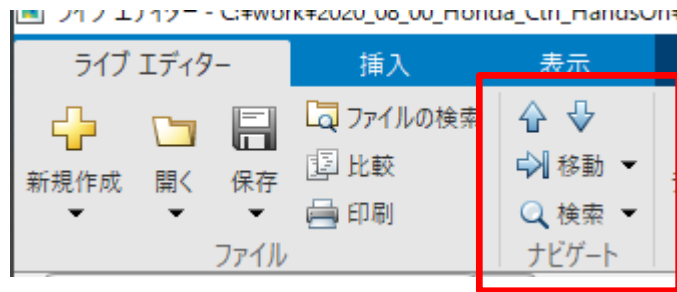 ライブ エディター - C:¥work¥2020_08_00_Honda_Ctrl_HandsOn¥
ライブ エディター 挿入 表示
ファイルの検索
新規作成 開く 保存 比較 移動
印刷 検索
ファイル ナビゲート